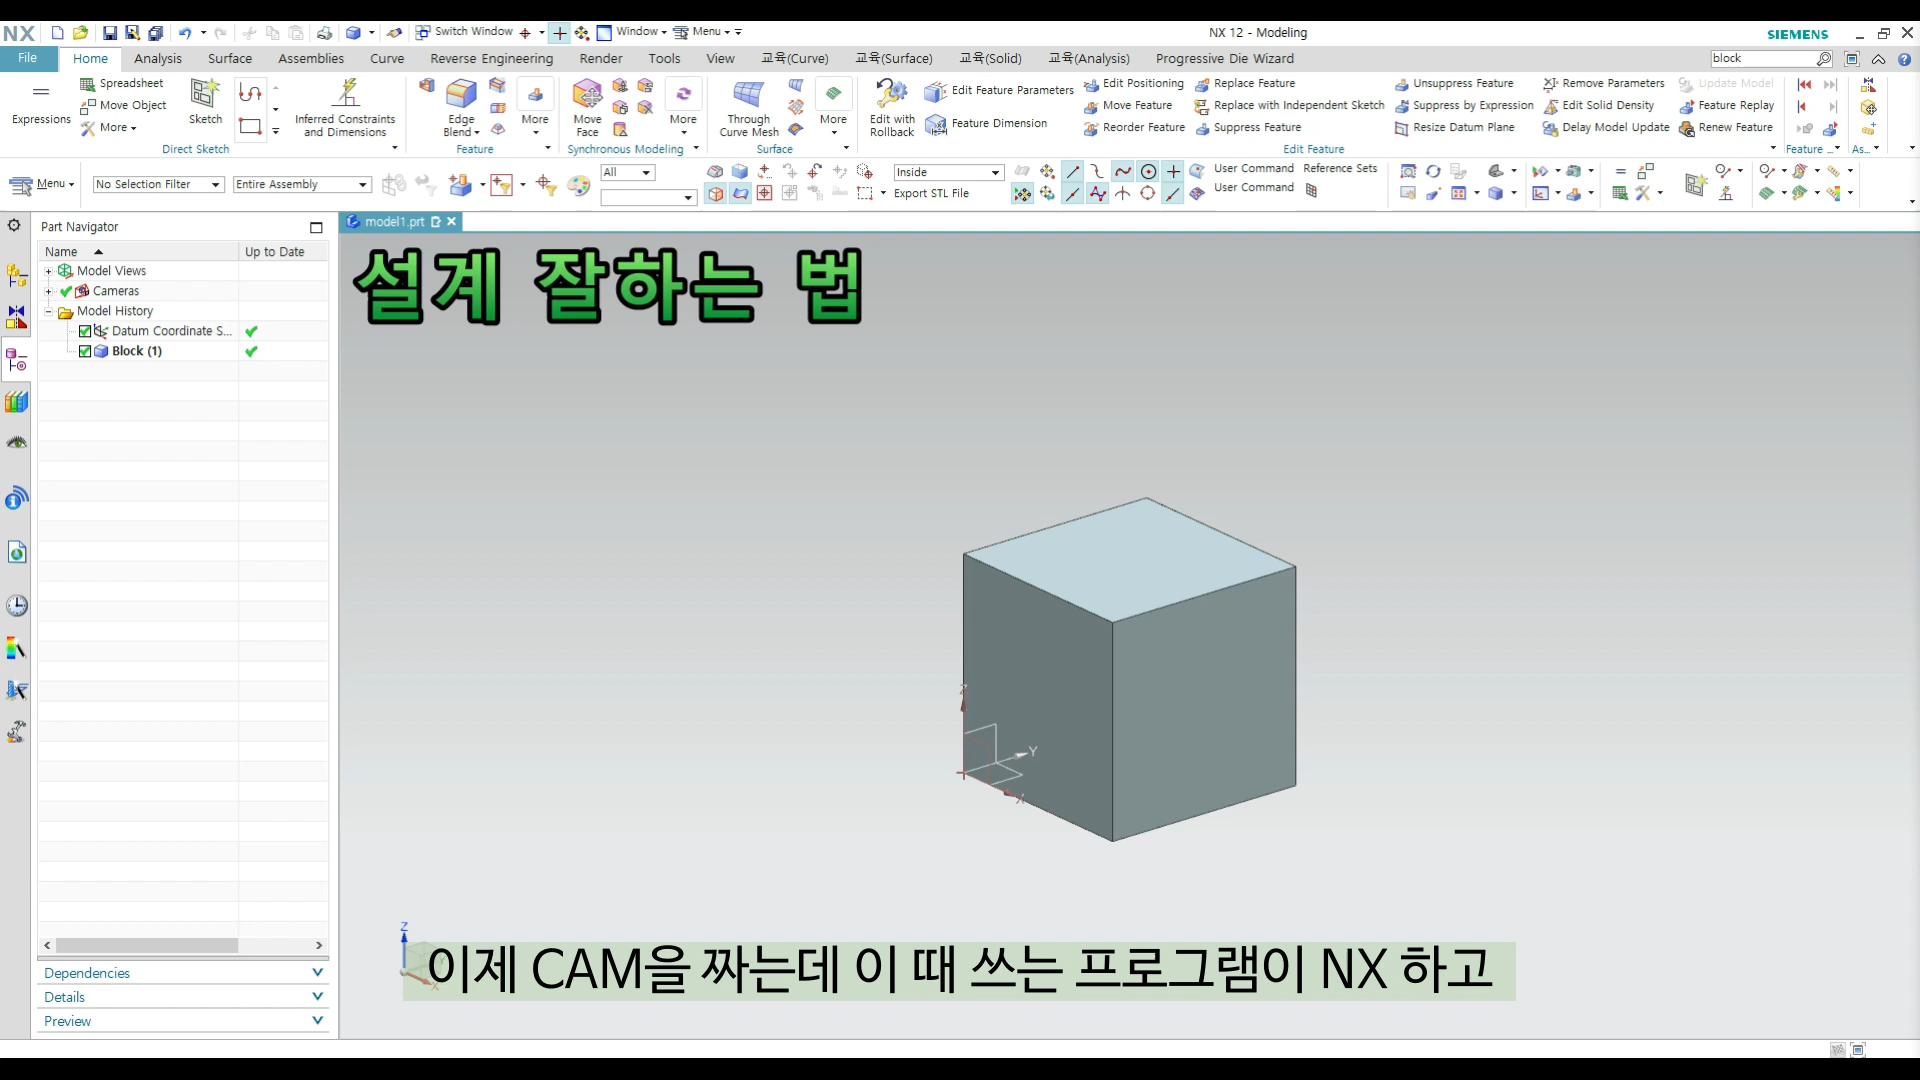 NX Switch Window Window Menu NX 12 - Modeling SIEMENS
File Home Analysis Surface Assemblies Curve Reverse Engineering Render Tools View 교육(Curve) 교육(Surface) 교육(Solid) 교육(Analysis) Progressive Die Wizard block
Spreadsheet Unsuppress Feature Remove Parameters Update Model
Edit Positioning Replace Feature
Edit Feature Parameters
Move Object Move Feature Replace with Independent Sketch Suppress by Expression Edit Solid Density Feature Replay
Expressions Sketch Inferred Constraints and Dimensions Edge Blend More Move Face More Through Curve Mesh More Edit with Rollback
Feature Dimension
More Reorder Feature Suppress Feature Resize Datum Plane Delay Model Update Renew Feature
Direct Sketch Feature Synchronous Modeling Surface Edit Feature Feature ... As...
Menu No Selection Filter Entire Assembly All Inside User Command Reference Sets
Export STL File User Command
Part Navigator model1.prt
Name Up to Date
Model Views
Cameras
Model History
Datum Coordinate S...
Block (1)
설계 잘하는 법
Z
Y
X
Z
X
이제 CAM을 짜는데 이 때 쓰는 프로그램이 NX 하고
Dependencies
Details
Preview